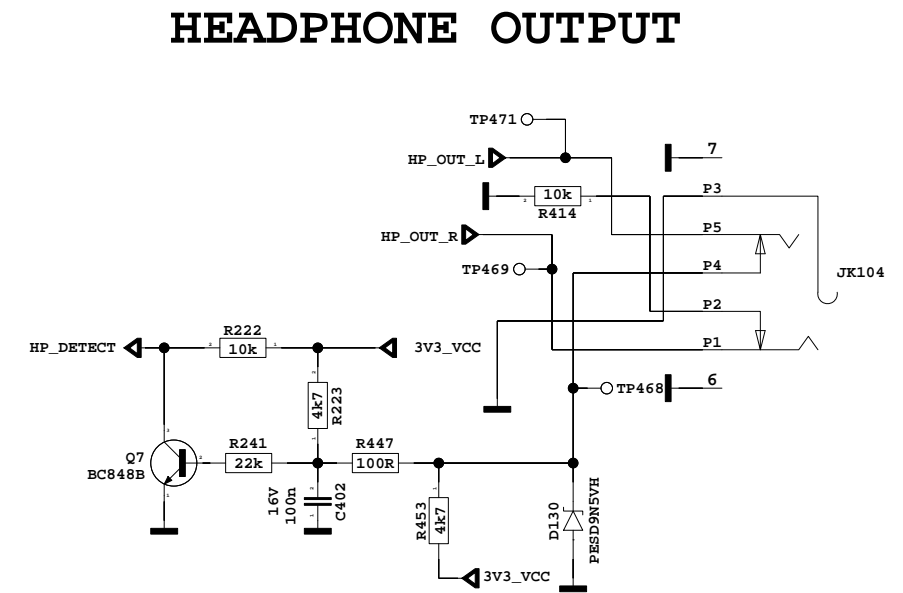 HEADPHONE OUTPUT
TP471
7
HP_OUT_L
10k
P3
R414
HP_OUT_R
P5
TP469
P4
JK104
P2
R222
HP_DETECT
10k
3V3_VCC
P1
TP468
6
4k7
R223
Q7
BC848B
R241
22k
R447
100R
16V
100n
C402
R453
4k7
D130
PESD9N5VH
3V3_VCC